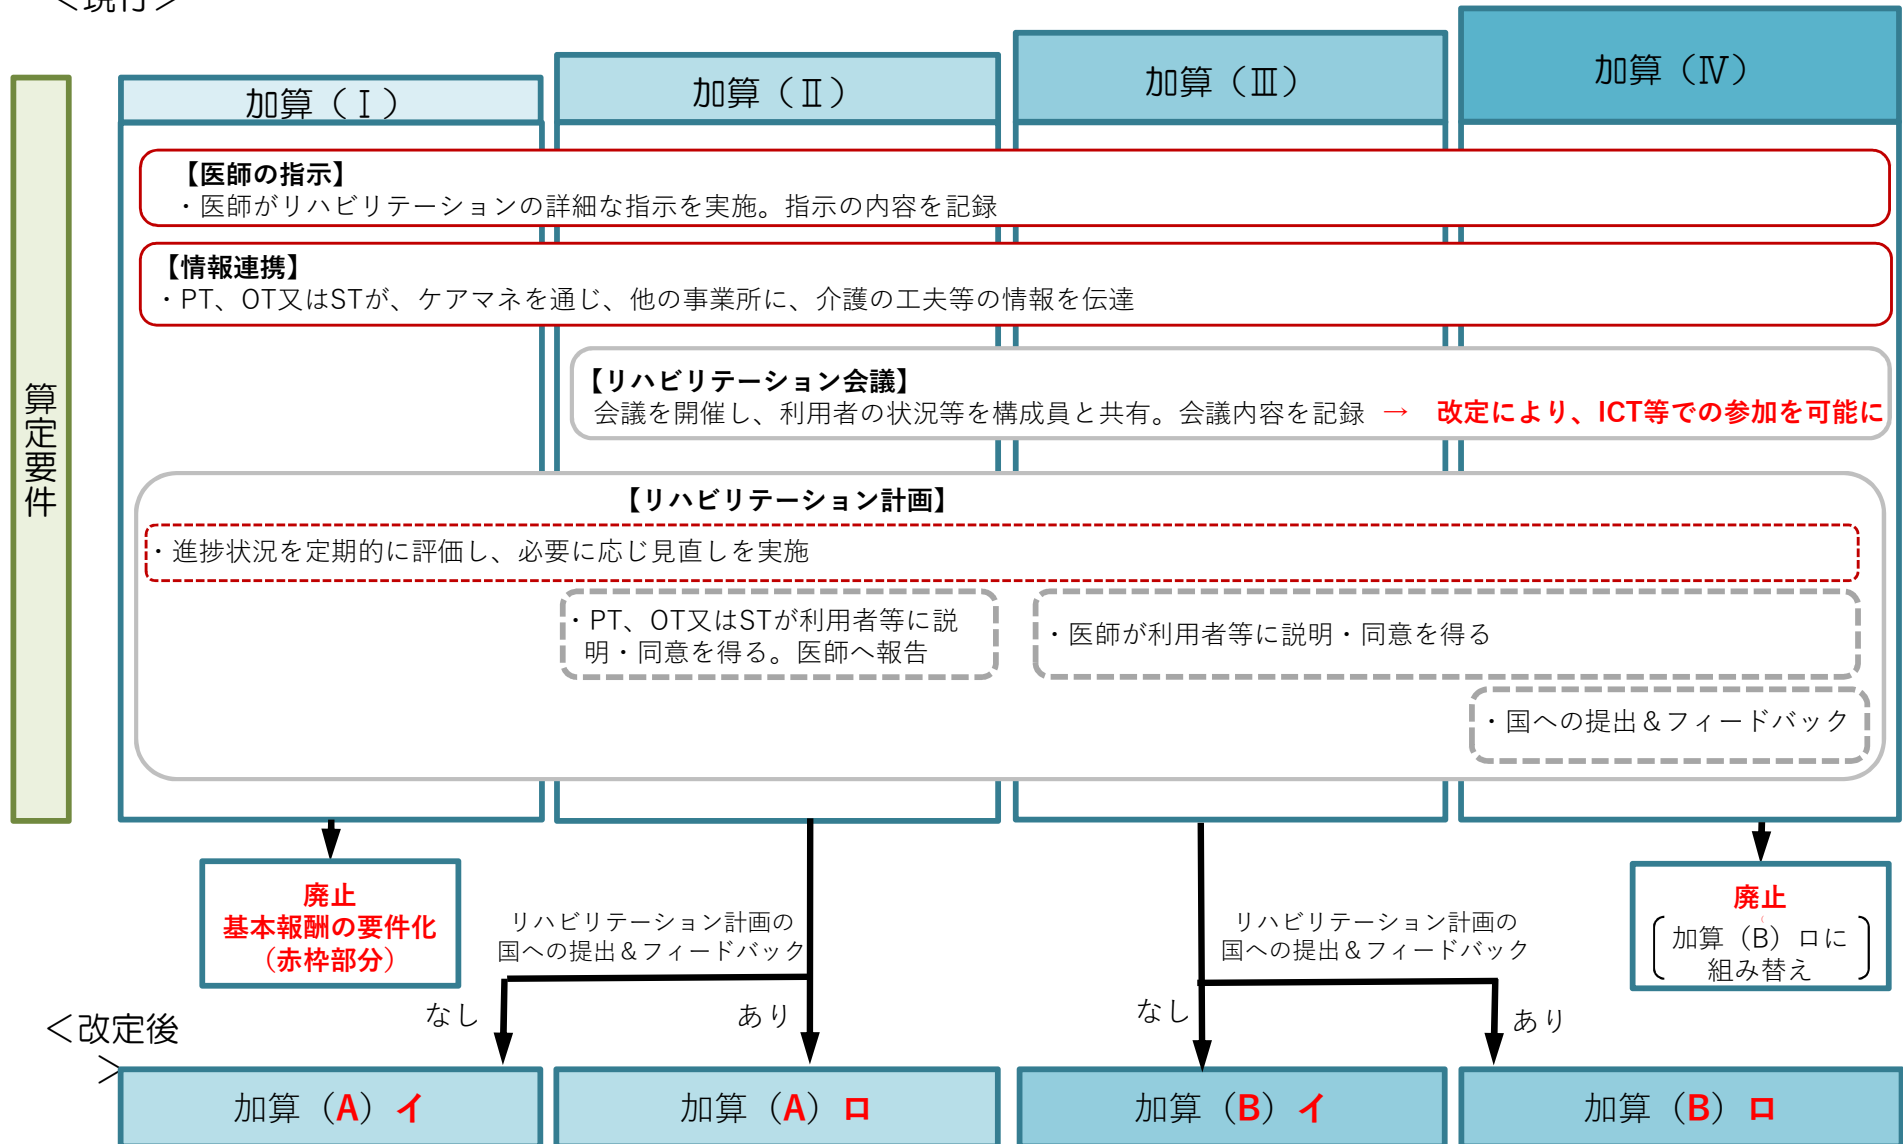 ＜現行＞
加算（Ⅰ）
加算（Ⅱ）
加算（Ⅲ）
加算（Ⅳ）
算定要件
【医師の指示】
・医師がリハビリテーションの詳細な指示を実施。指示の内容を記録
【情報連携】
・PT、OT又はSTが、ケアマネを通じ、他の事業所に、介護の工夫等の情報を伝達
【リハビリテーション会議】
会議を開催し、利用者の状況等を構成員と共有。会議内容を記録 → 改定により、ICT等での参加を可能に
【リハビリテーション計画】
・進捗状況を定期的に評価し、必要に応じ見直しを実施
・PT、OT又はSTが利用者等に説
明・同意を得る。医師へ報告
・医師が利用者等に説明・同意を得る
・国への提出＆フィードバック
廃止
基本報酬の要件化
（赤枠部分）
リハビリテーション計画の
国への提出＆フィードバック
なし
あり
リハビリテーション計画の
国への提出＆フィードバック
なし
あり
廃止
加算（B）ロに
組み替え
＜改定後
＞
加算（A）イ
加算（A）ロ
加算（B）イ
加算（B）ロ